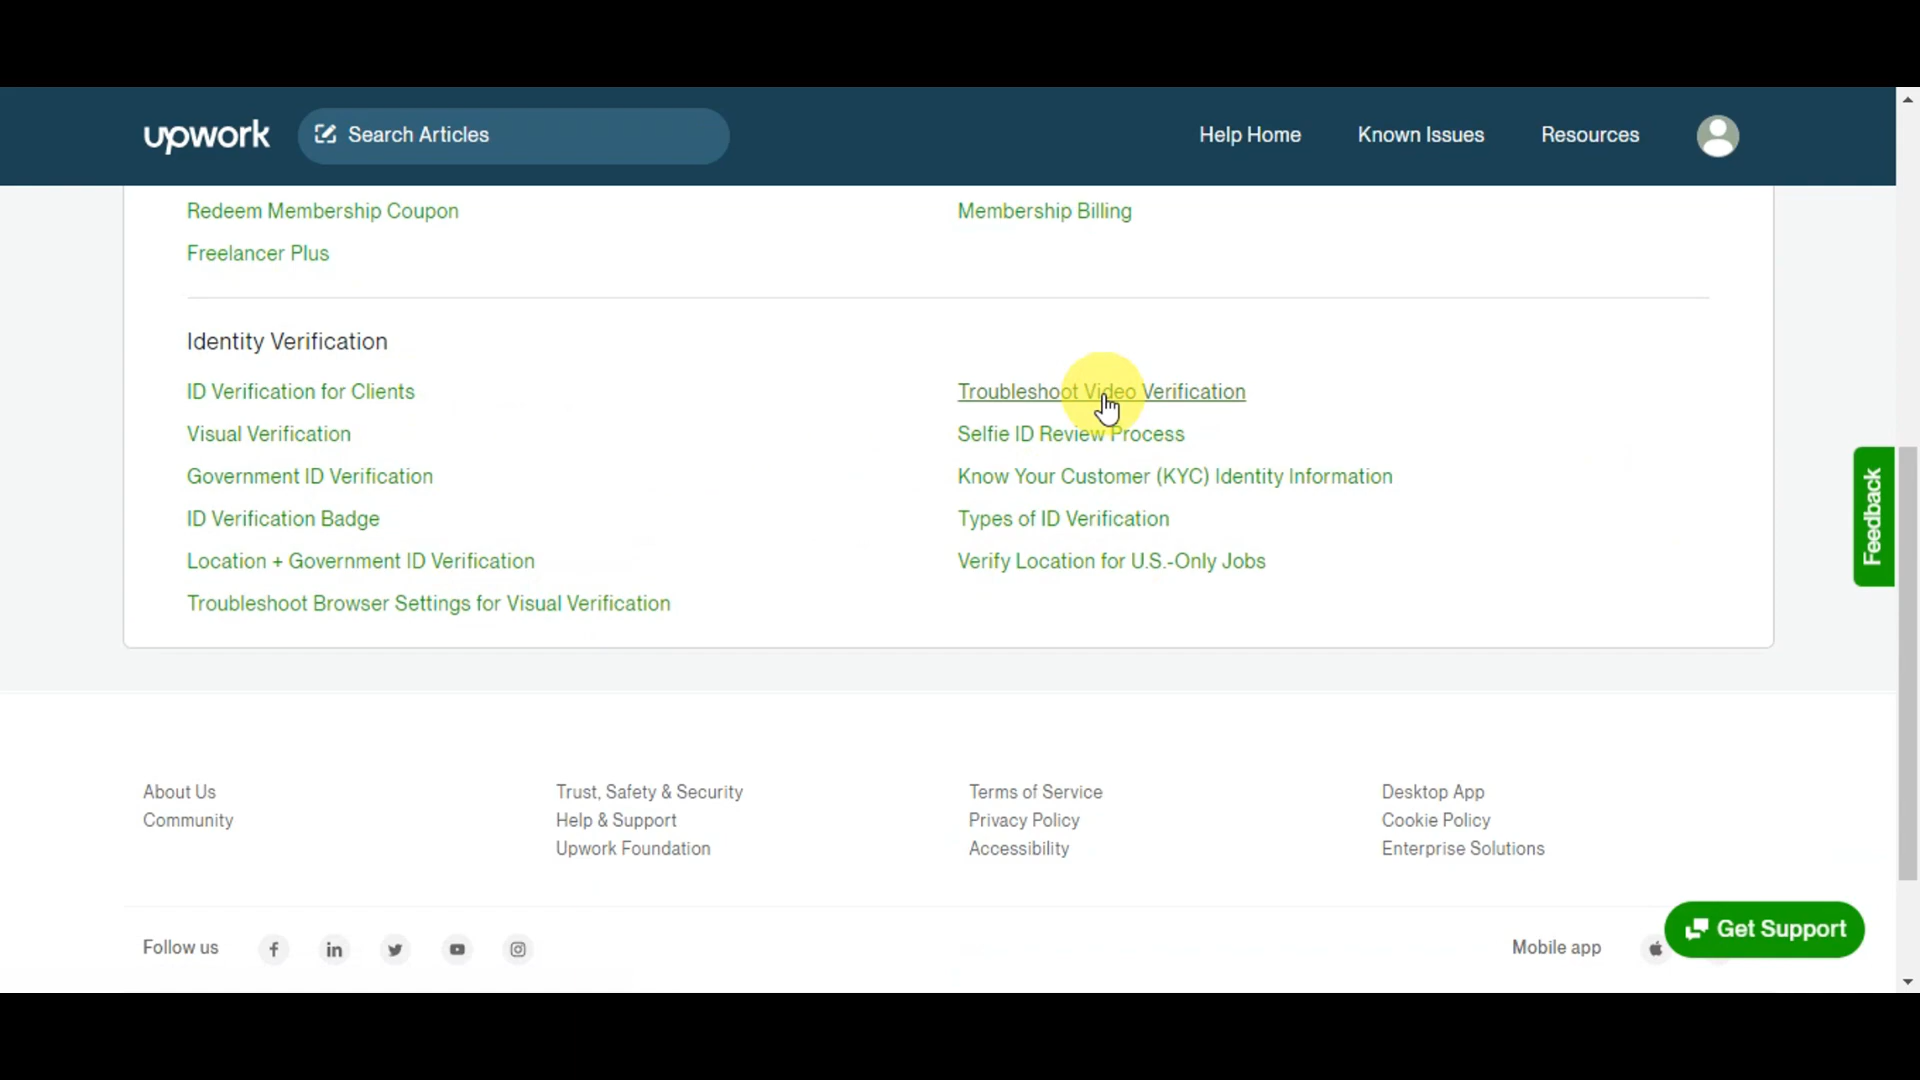 upwork
Search Articles
Help Home
Known Issues
Resources
Redeem Membership Coupon
Membership Billing
Freelancer Plus
Identity Verification
ID Verification for Clients
Troubleshoot Video Verification
Visual Verification
Selfie ID Review Process
Government ID Verification
Know Your Customer (KYC) Identity Information
ID Verification Badge
Types of ID Verification
Location + Government ID Verification
Verify Location for U.S.-Only Jobs
Troubleshoot Browser Settings for Visual Verification
Feedback
About Us
Community
Trust, Safety & Security
Help & Support
Upwork Foundation
Terms of Service
Privacy Policy
Accessibility
Desktop App
Cookie Policy
Enterprise Solutions
Follow us
Mobile app
Get Support